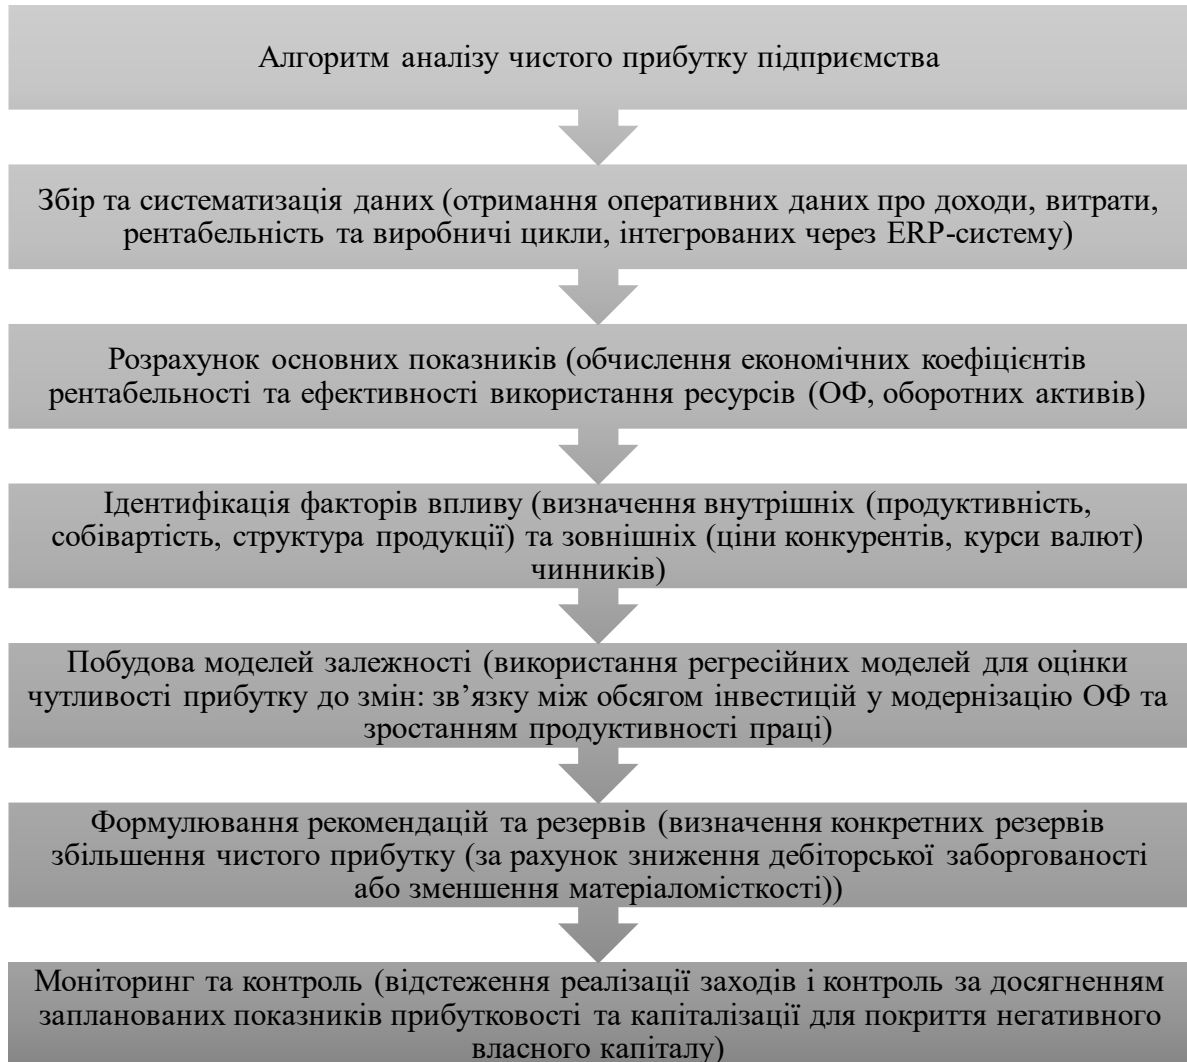 Алгоритм аналізу чистого прибутку підприємства
Збір та систематизація даних (отримання оперативних даних про доходи, витрати,
рентабельність та виробничі цикли, інтегрованих через ERP-систему)
Розрахунок основних показників (обчислення економічних коефіцієнтів
рентабельності та ефективності використання ресурсів (ОФ, оборотних активів)
Ідентифікація факторів впливу (визначення внутрішніх (продуктивність,
собівартість, структура продукції) та зовнішніх (ціни конкурентів, курси валют)
чинників)
Побудова моделей залежності (використання регресійних моделей для оцінки
чутливості прибутку до змін: зв’язку між обсягом інвестицій у модернізацію ОФ та
зростанням продуктивності праці)
Формулювання рекомендацій та резервів (визначення конкретних резервів
збільшення чистого прибутку (за рахунок зниження дебіторської заборгованості
або зменшення матеріаломісткості))
Моніторинг та контроль (відстеження реалізації заходів і контроль за досягненням
запланованих показників прибутковості та капіталізації для покриття негативного
власного капіталу)